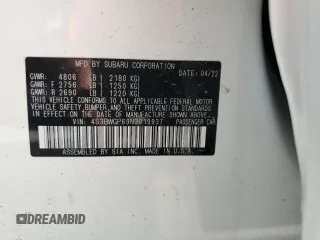 MFD. BY SUBARU CORPORATION
DATE: 04/22
GVWR: 4806 LB ( 2180 KG)
GAWR: F 2756 LB ( 1250 KG)
GAWR: R 2690 LB ( 1220 KG)
THIS VEHICLE CONFORMS TO ALL APPLICABLE FEDERAL MOTOR
VEHICLE SAFETY, BUMPER, AND THEFT PREVENTION STANDARDS
IN EFFECT ON THE DATE OF MANUFACTURE SHOWN ABOVE.
VIN: 4S3BWGP69N3019937 PASSENGER CAR
ASSEMBLED BY SIA INC. MADE IN U.S.A.
DREAMBID